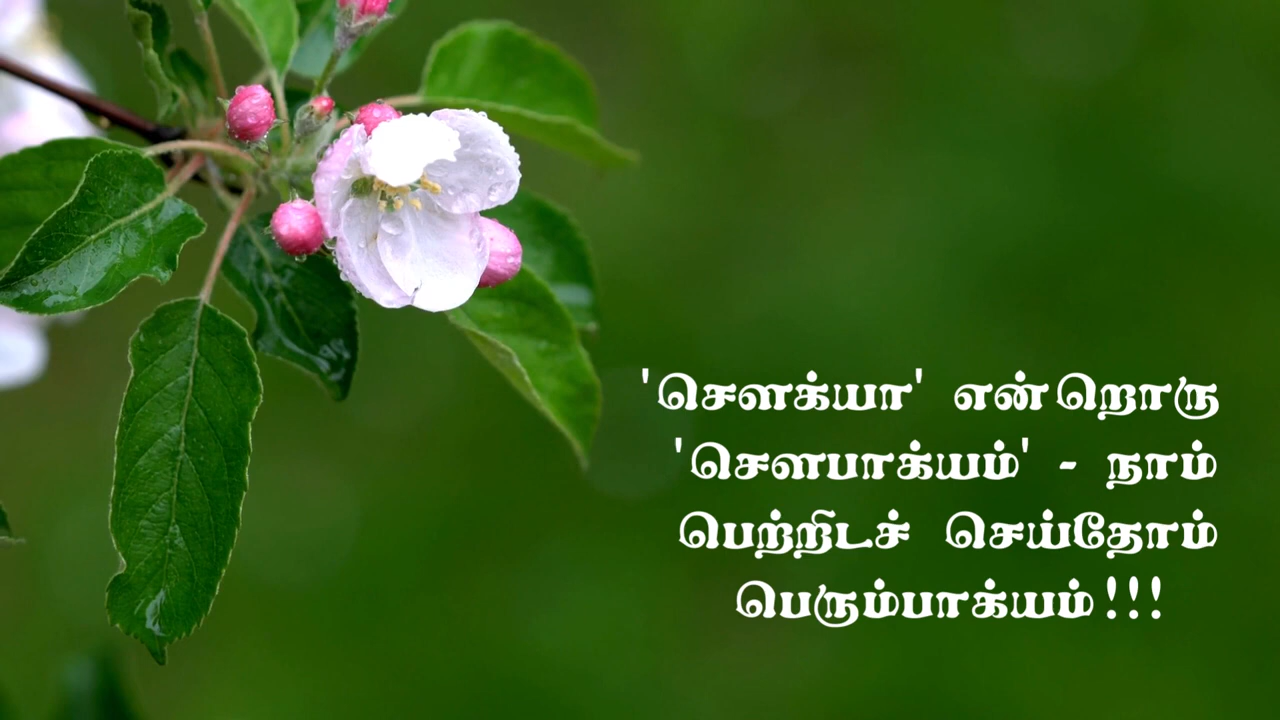 'சௌக்யா' என்றொரு
'சௌபாக்யம்' - நாம்
பெற்றிடச் செய்தோம்
பெரும்பாக்யம்!!!